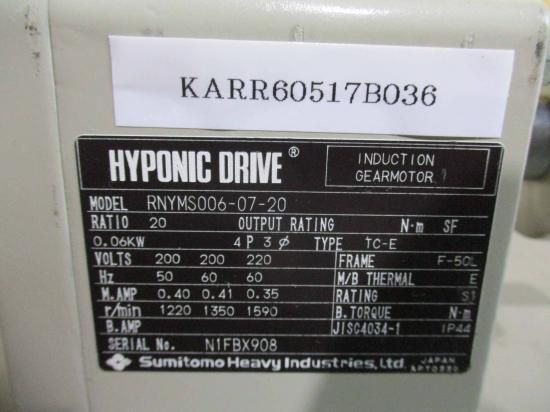 KARR60517B036
HYPONIC DRIVE® INDUCTION GEARMOTOR
MODEL RNYMS006-07-20
RATIO 20 OUTPUT RATING N·m SF
0.06KW 4P 3Ø TYPE TC-E
VOLTS 200 200 220 FRAME F-50L
Hz 50 60 60 M/B THERMAL E
M.AMP 0.40 0.41 0.35 RATING S1
r/min 1220 1350 1590 B.TORQUE N·m
B.AMP JISC4034-1 IP44
SERIAL No. N1FBX908
Sumitomo Heavy Industries, Ltd. JAPAN